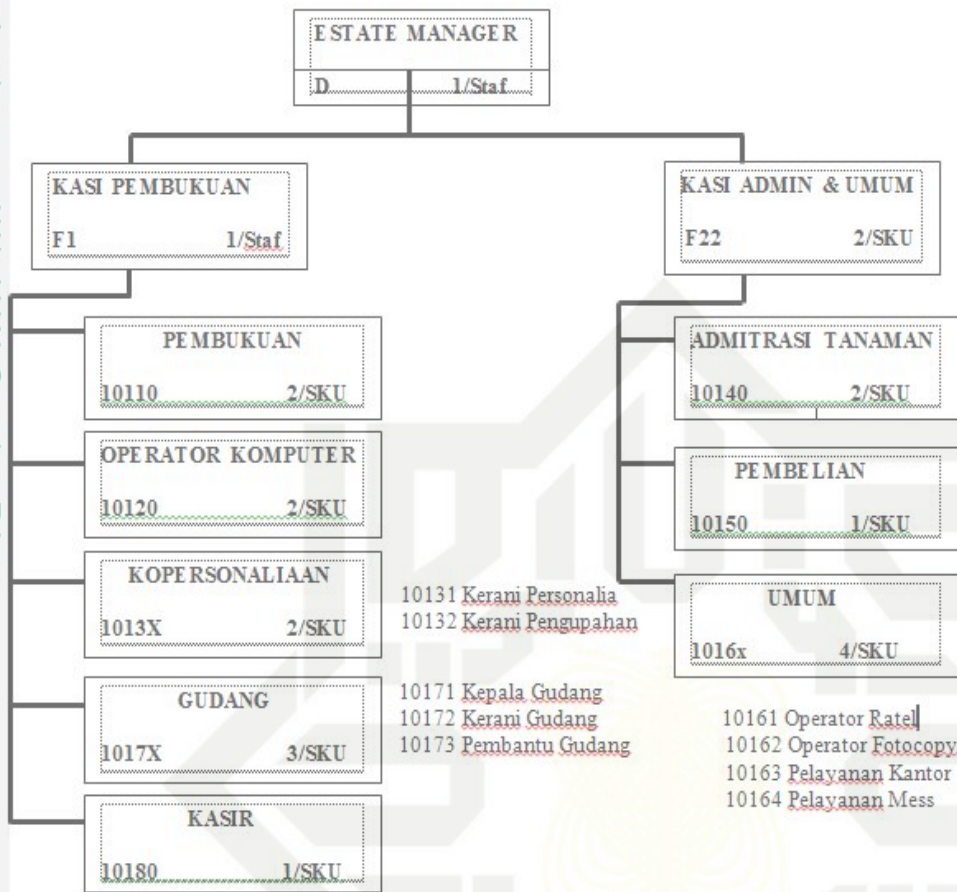 ESTATE MANAGER
D 1/Staf
KASI PEMBUKUAN
F1 1/Staf
KASI ADMIN & UMUM
F22 2/SKU
PEMBUKUAN
10110 2/SKU
OPERATOR KOMPUTER
10120 2/SKU
KOPERSONALIAAN
1013X 2/SKU
10131 Kerani Personalia
10132 Kerani Pengupahan
GUDANG
1017X 3/SKU
10171 Kepala Gudang
10172 Kerani Gudang
10173 Pembantu Gudang
KASIR
10180 1/SKU
ADMITRASI TANAMAN
10140 2/SKU
PEMBELIAN
10150 1/SKU
UMUM
1016x 4/SKU
10161 Operator Ratel
10162 Operator Fotocopy
10163 Pelayanan Kantor
10164 Pelayanan Mess